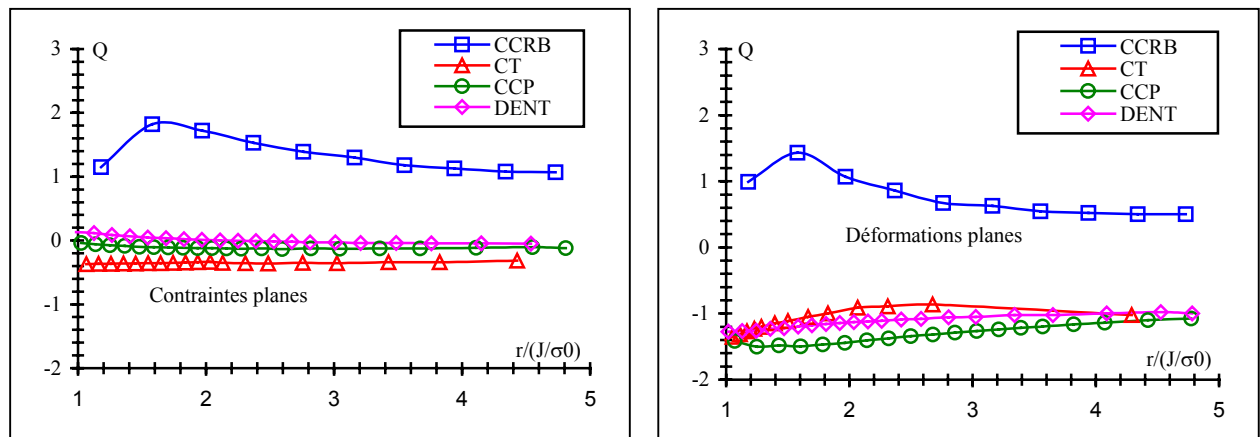 3 Q
CCRB
CT
CCP
DENT
2
1
0
Contraintes planes
-1
r/(J/σ0)
-2
1 2 3 4 5
3 Q
CCRB
CT
CCP
DENT
2
1
0
Déformations planes
-1
r/(J/σ0)
-2
1 2 3 4 5